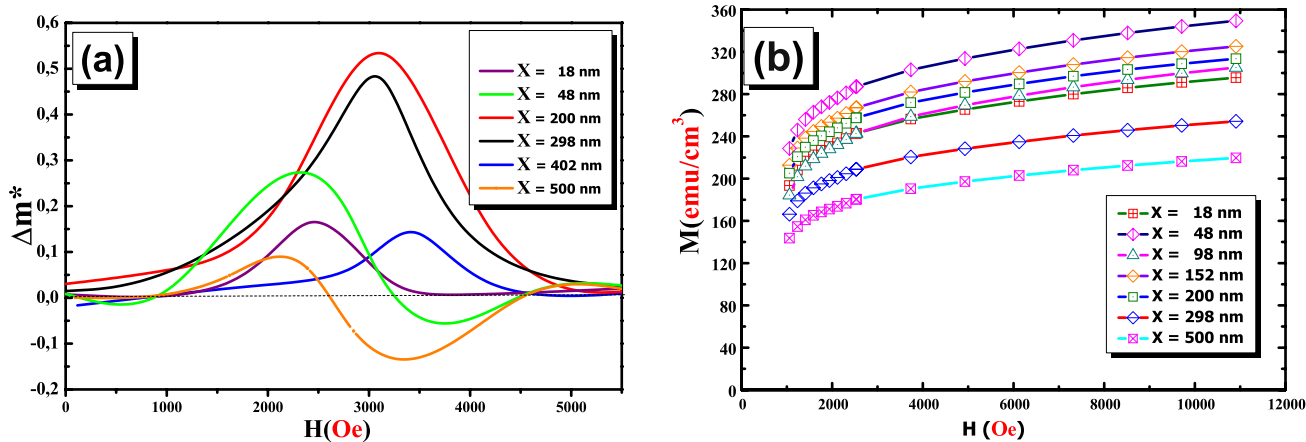 (a)
Δm*
0,6
0,5
0,4
0,3
0,2
0,1
0,0
-0,1
-0,2
X = 18 nm
X = 48 nm
X = 200 nm
X = 298 nm
X = 402 nm
X = 500 nm
0 1000 2000 3000 4000 5000
H(Oe)
(b)
M(emu/cm³)
360
320
280
240
200
160
120
80
40
0
X = 18 nm
X = 48 nm
X = 98 nm
X = 152 nm
X = 200 nm
X = 298 nm
X = 500 nm
0 2000 4000 6000 8000 10000 12000
H (Oe)